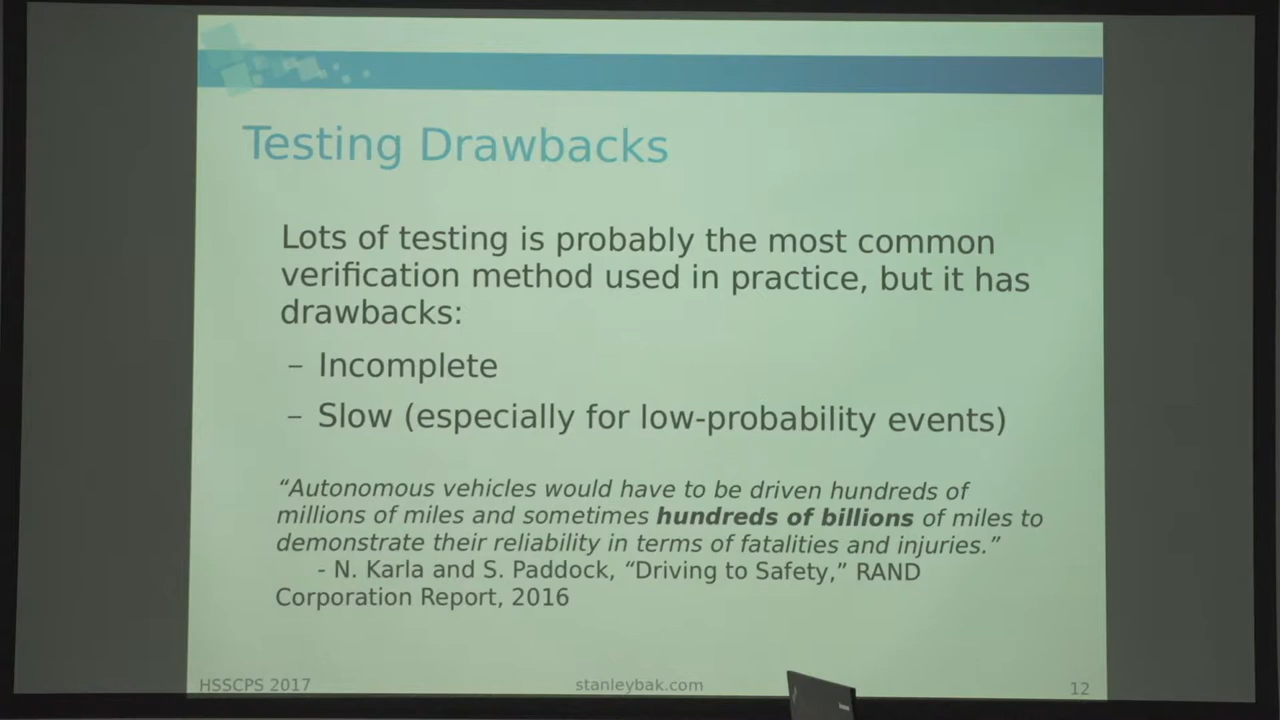 Testing Drawbacks
Lots of testing is probably the most common
verification method used in practice, but it has
drawbacks:
– Incomplete
– Slow (especially for low-probability events)
“Autonomous vehicles would have to be driven hundreds of
millions of miles and sometimes hundreds of billions of miles to
demonstrate their reliability in terms of fatalities and injuries.”
- N. Karla and S. Paddock, “Driving to Safety,” RAND
Corporation Report, 2016
HSSCPS 2017
stanleybak.com
12